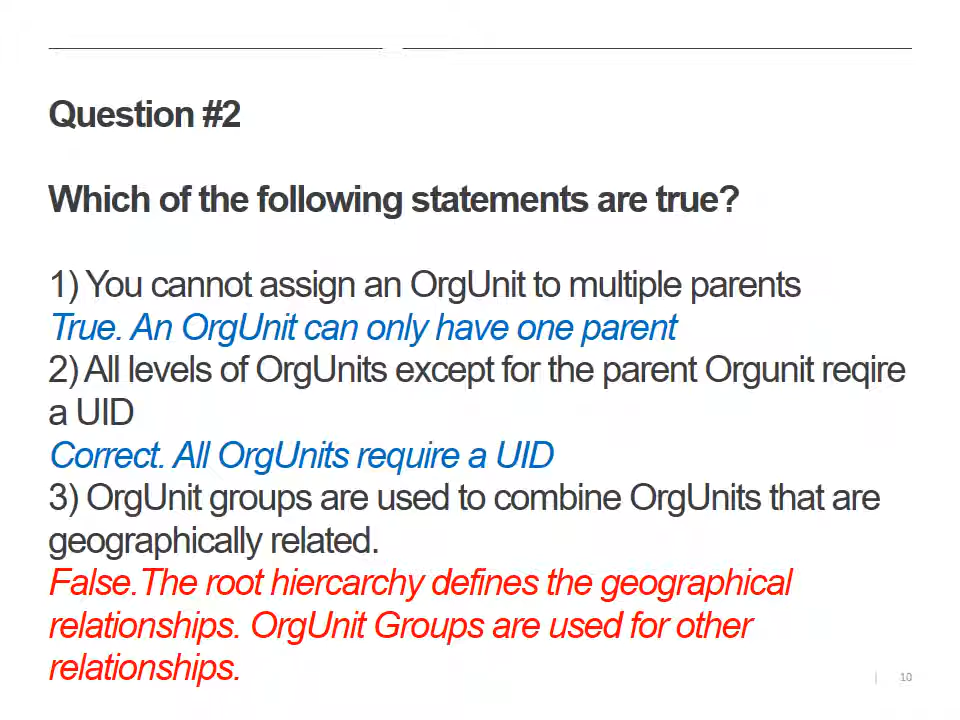 Question #2
Which of the following statements are true?
1) You cannot assign an OrgUnit to multiple parents
True. An OrgUnit can only have one parent
2) All levels of OrgUnits except for the parent Orgunit reqire
a UID
Correct. All OrgUnits require a UID
3) OrgUnit groups are used to combine OrgUnits that are
geographically related.
False.The root hiercarchy defines the geographical
relationships. OrgUnit Groups are used for other
relationships.
| 10